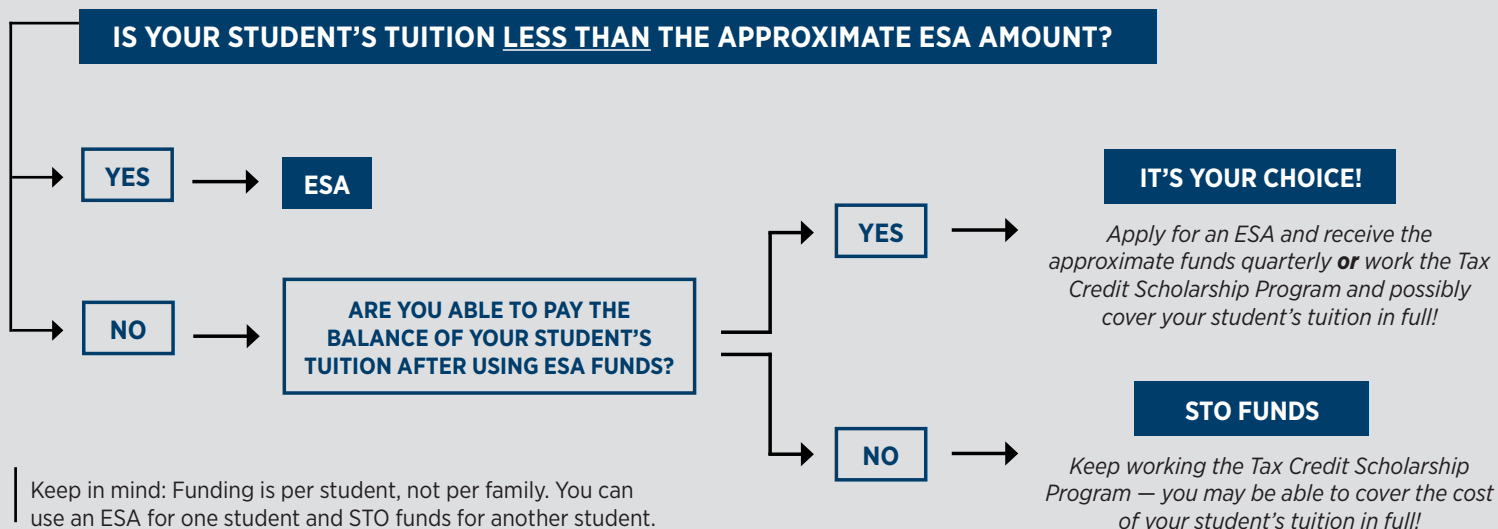 IS YOUR STUDENT’S TUITION LESS THAN THE APPROXIMATE ESA AMOUNT?
YES
ESA
NO
ARE YOU ABLE TO PAY THE
BALANCE OF YOUR STUDENT’S
TUITION AFTER USING ESA FUNDS?
YES
IT’S YOUR CHOICE!
Apply for an ESA and receive the
approximate funds quarterly or work the Tax
Credit Scholarship Program and possibly
cover your student’s tuition in full!
NO
STO FUNDS
Keep working the Tax Credit Scholarship
Program — you may be able to cover the cost
of your student’s tuition in full!
Keep in mind: Funding is per student, not per family. You can
use an ESA for one student and STO funds for another student.